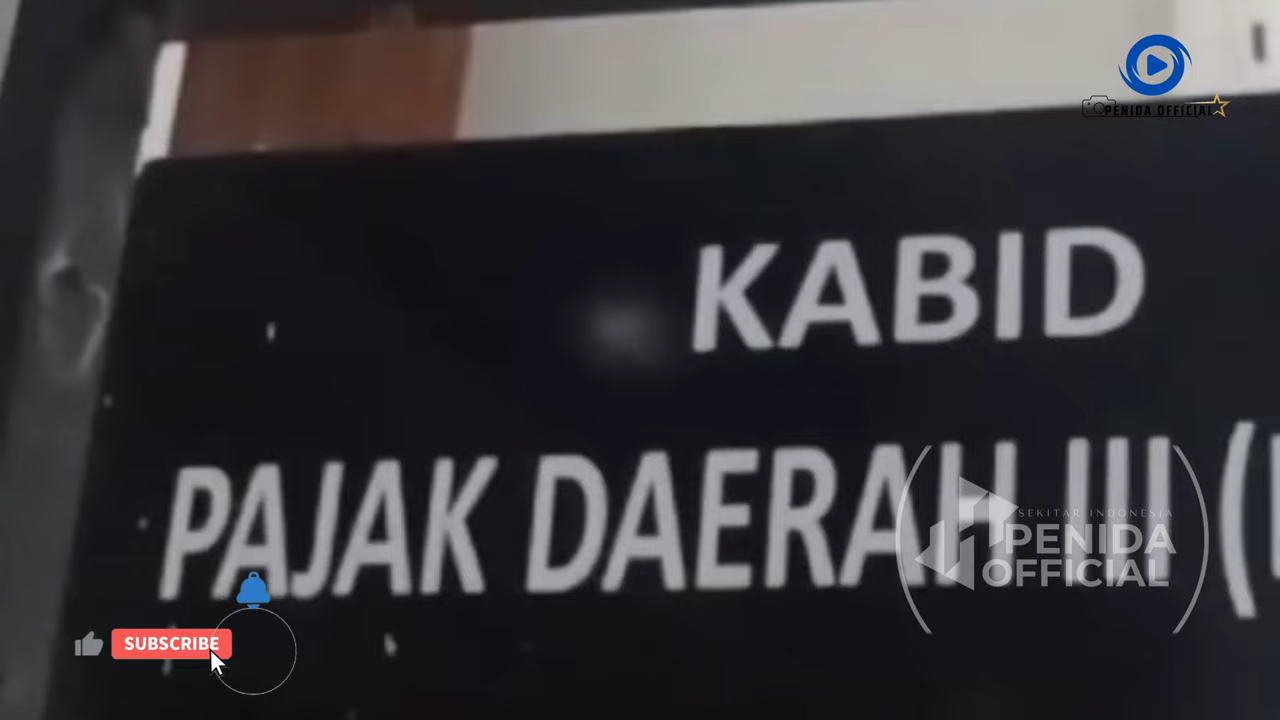 PENIDA OFFICIAL
KABID
PAJAK DAERAH III (
SEKITAR INDONESIA
PENIDA
OFFICIAL
SUBSCRIBE